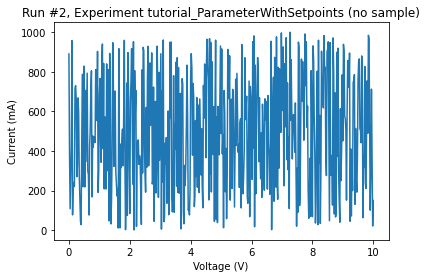 Run #2, Experiment tutorial_ParameterWithSetpoints (no sample)
1000
800
600
400
200
0
Current (mA)
0 2 4 6 8 10
Voltage (V)